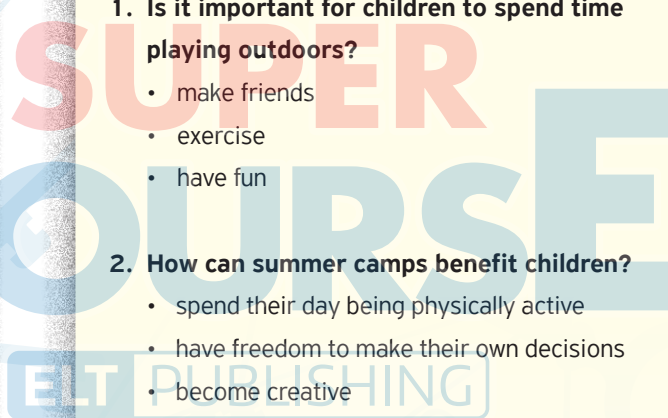 1. Is it important for children to spend time
playing outdoors?
• make friends
• exercise
• have fun
2. How can summer camps benefit children?
• spend their day being physically active
• have freedom to make their own decisions
• become creative
SUPER
OURSE
ELT PUBLISHING